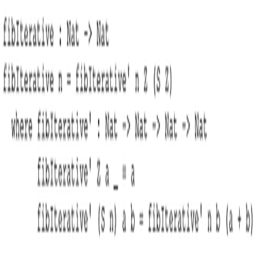 fibIterative : Nat -> Nat
fibIterative n = fibIterative' n Z (S Z)
where fibIterative' : Nat -> Nat -> Nat -> Nat
fibIterative' Z a _ = a
fibIterative' (S n) a b = fibIterative' n b (a + b)